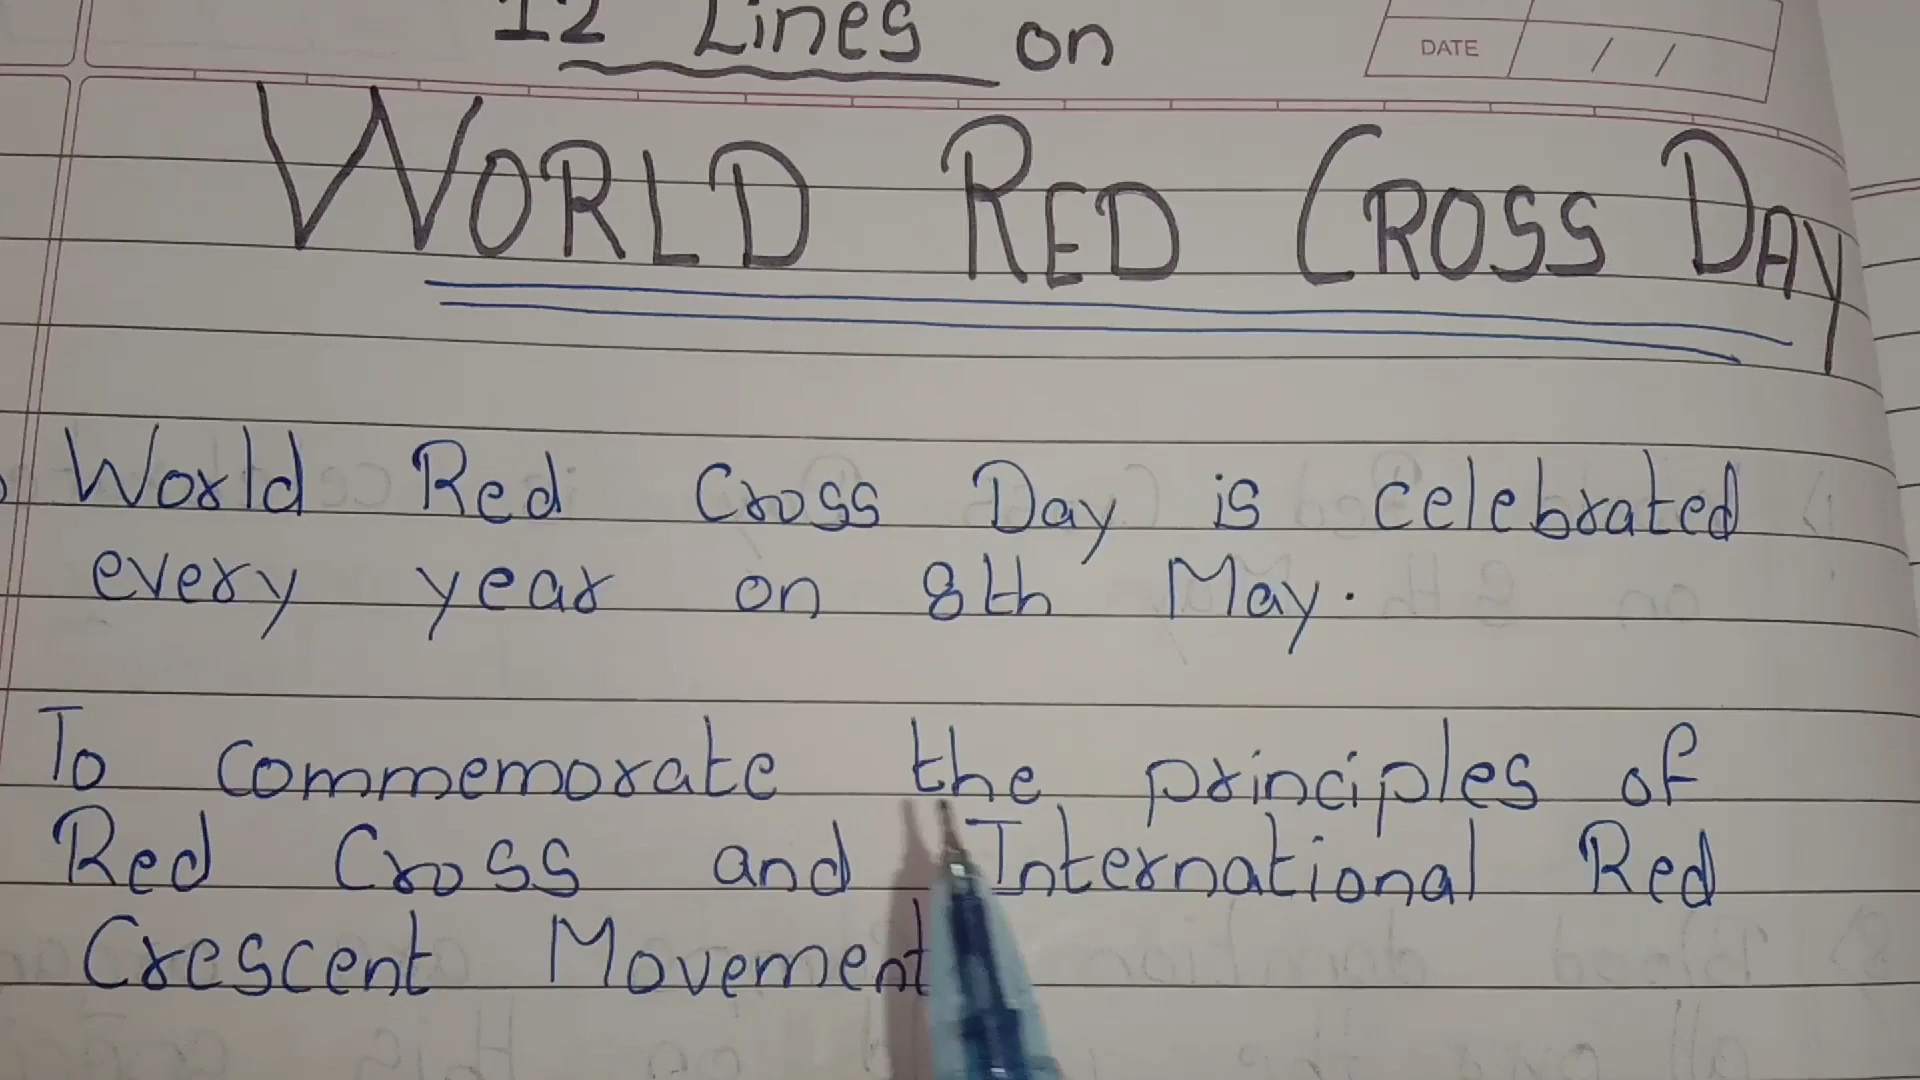 12 Lines on
DATE / /
WORLD RED CROSS DAY
World Red Cross Day is celebrated
every year on 8th May.
To commemorate the principles of
Red Cross and International Red
Crescent Movement